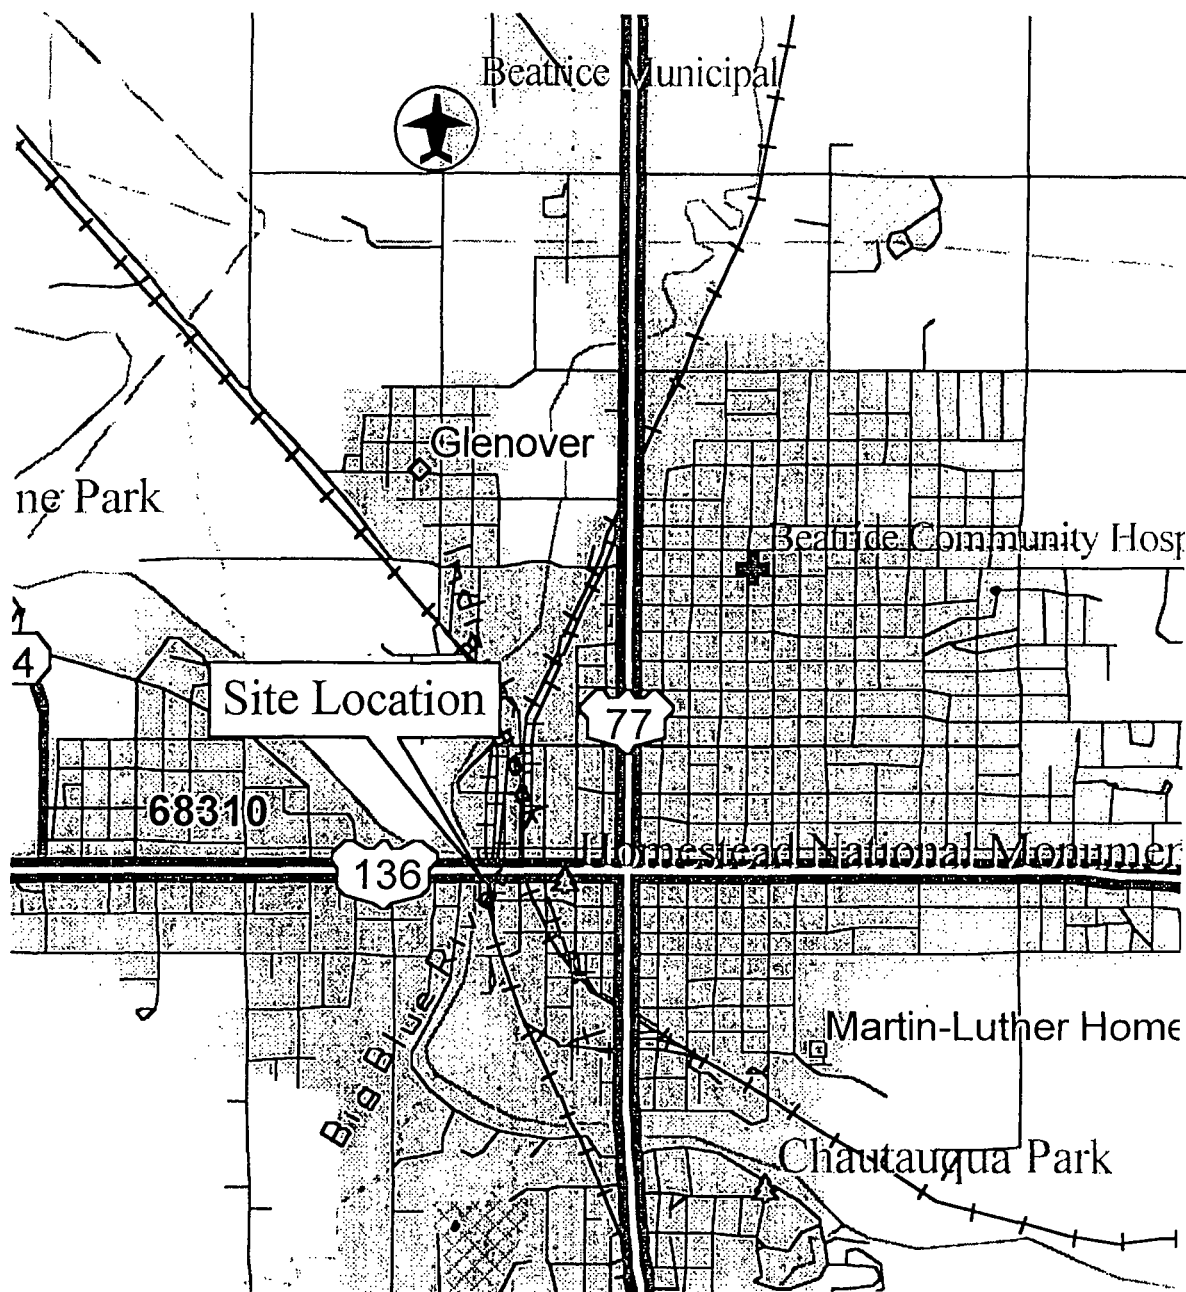 Beatrice Municipal
Glenover
ne Park
Beatrice Community Hosp
4
Site Location
77
68310
Homestead National Monumen
136
Big Blue Riv
Martin-Luther Home
Chautauqua Park